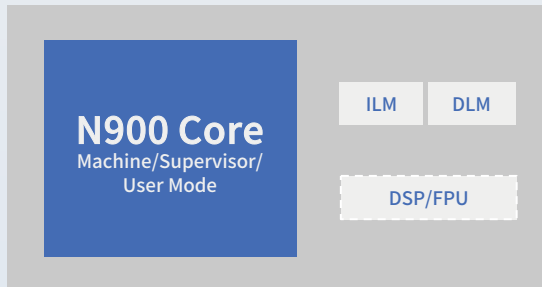 N900 Core
Machine/Supervisor/
User Mode
ILM
DLM
DSP/FPU